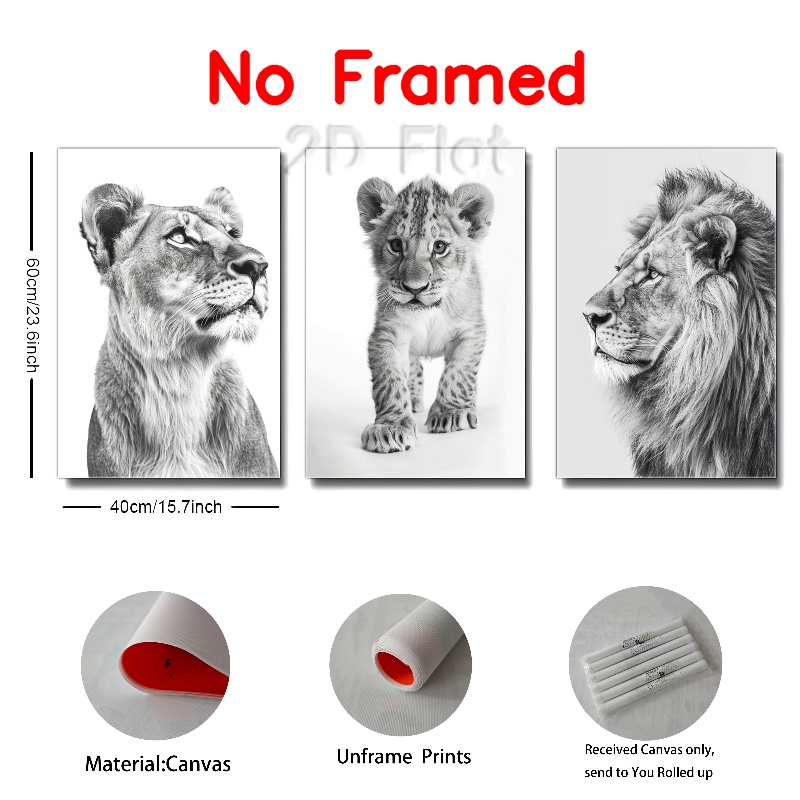 No Framed
2D Flat
60cm/23.6inch
40cm/15.7inch
Material:Canvas
Unframe Prints
Received Canvas only,
send to You Rolled up